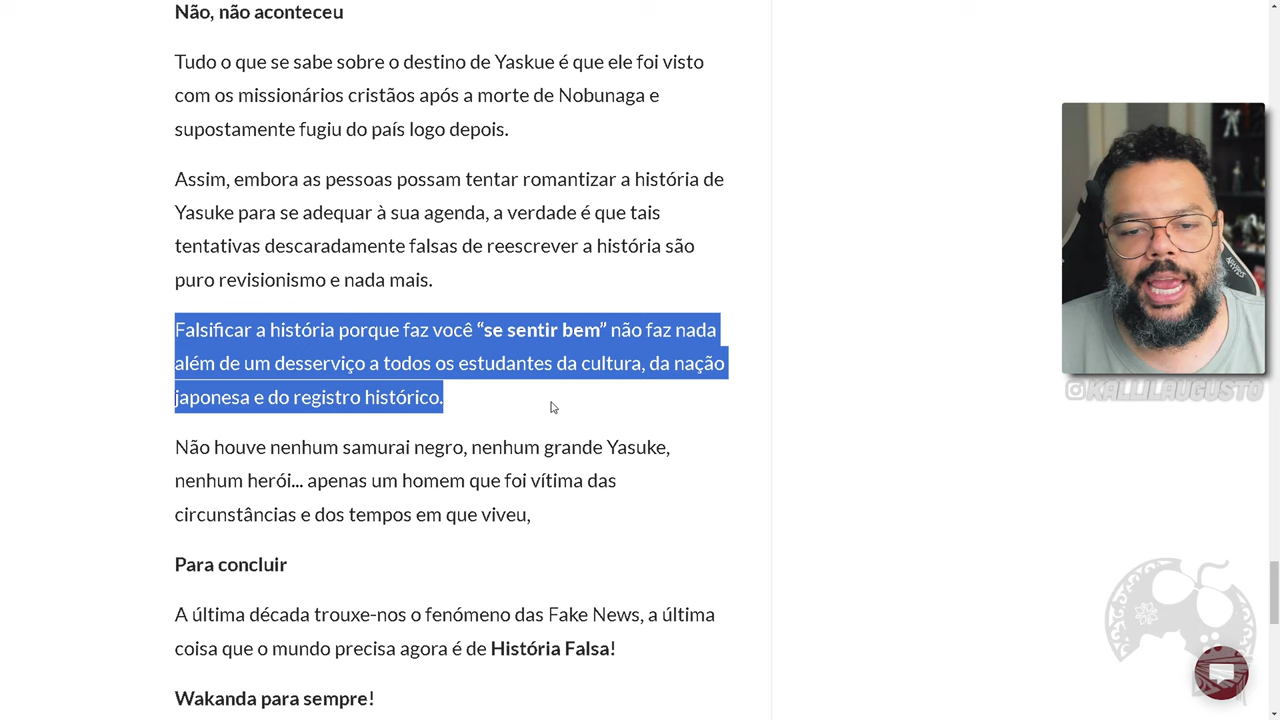 Não, não aconteceu
Tudo o que se sabe sobre o destino de Yaskue é que ele foi visto
com os missionários cristãos após a morte de Nobunaga e
supostamente fugiu do país logo depois.
Assim, embora as pessoas possam tentar romantizar a história de
Yasuke para se adequar à sua agenda, a verdade é que tais
tentativas descaradamente falsas de reescrever a história são
puro revisionismo e nada mais.
Falsificar a história porque faz você “se sentir bem” não faz nada
além de um desserviço a todos os estudantes da cultura, da nação
japonesa e do registro histórico.
Não houve nenhum samurai negro, nenhum grande Yasuke,
nenhum herói... apenas um homem que foi vítima das
circunstâncias e dos tempos em que viveu,
Para concluir
A última década trouxe-nos o fenómeno das Fake News, a última
coisa que o mundo precisa agora é de História Falsa!
Wakanda para sempre!
@KALLILAUGUSTO